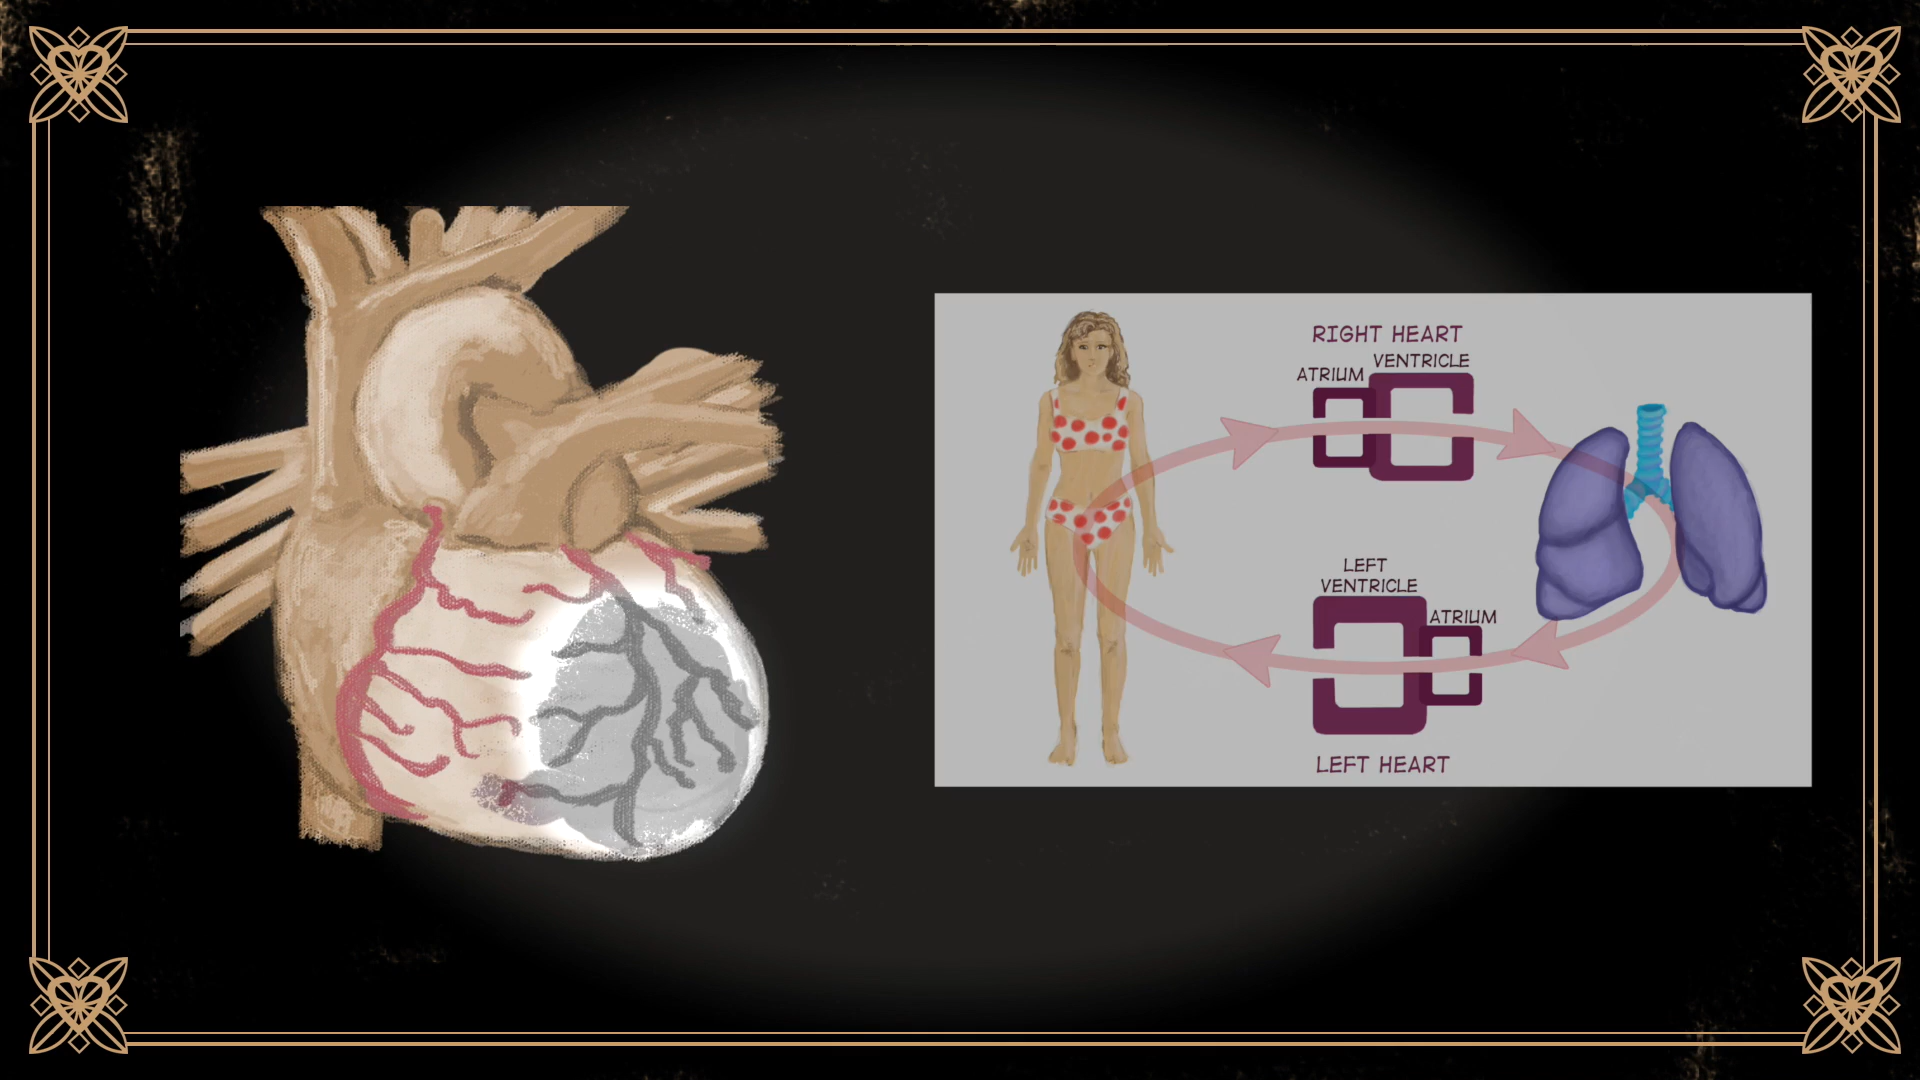 RIGHT HEART
VENTRICLE
ATRIUM
LEFT
VENTRICLE
ATRIUM
LEFT HEART